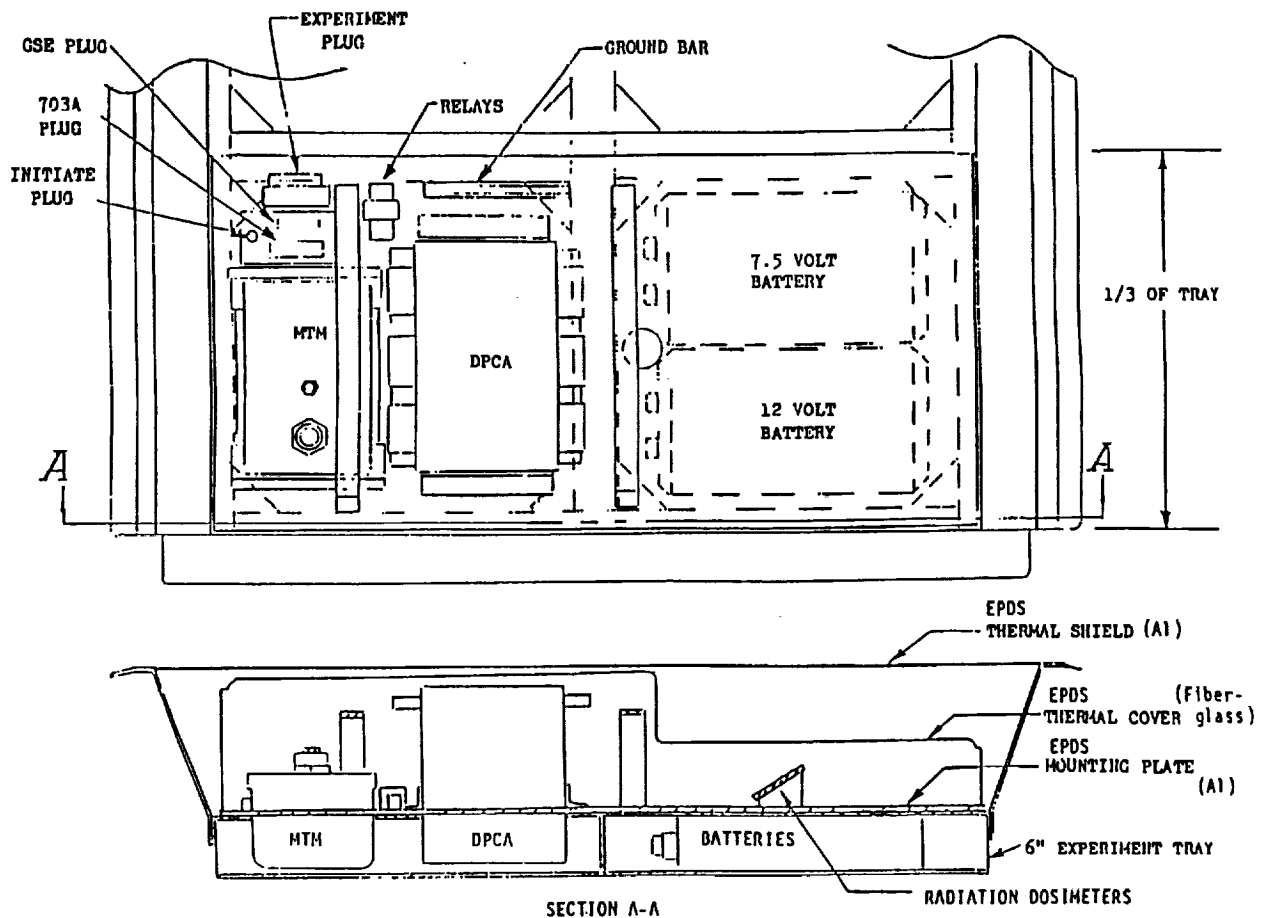 EXPERIMENT
PLUG
GSE PLUG
GROUND BAR
703A
PLUG
RELAYS
INITIATE
PLUG
7.5 VOLT
BATTERY
1/3 OF TRAY
MTM
DPCA
12 VOLT
BATTERY
A
A
EPDS
THERMAL SHIELD (Al)
EPDS (Fiber-
THERMAL COVER glass)
EPDS
MOUNTING PLATE
(Al)
MTM
DPCA
BATTERIES
6" EXPERIMENT TRAY
RADIATION DOSIMETERS
SECTION A-A